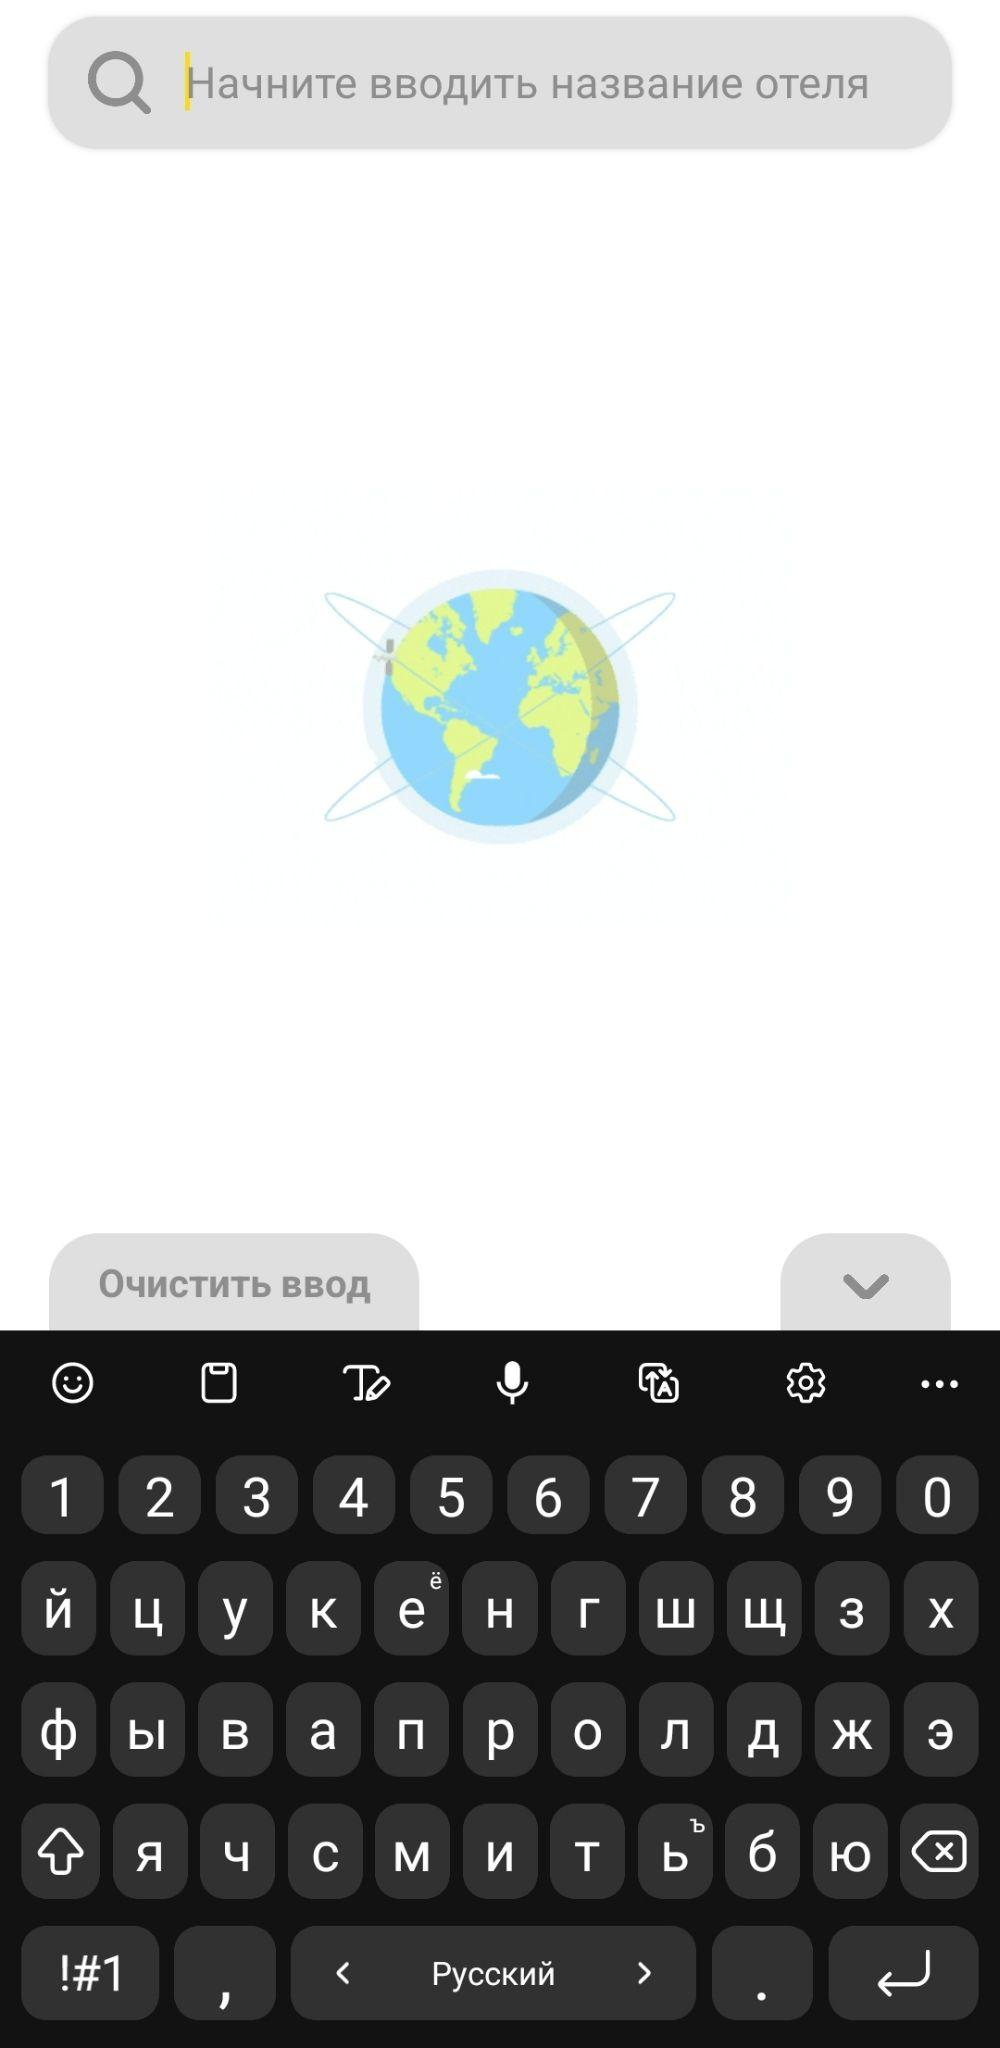 Начните вводить название отеля
Очистить ввод
1 2 3 4 5 6 7 8 9 0
й ц у к е ё н г ш щ з х
ф ы в а п р о л д ж э
я ч с м и т ь ъ б ю
!#1 , < Русский > .